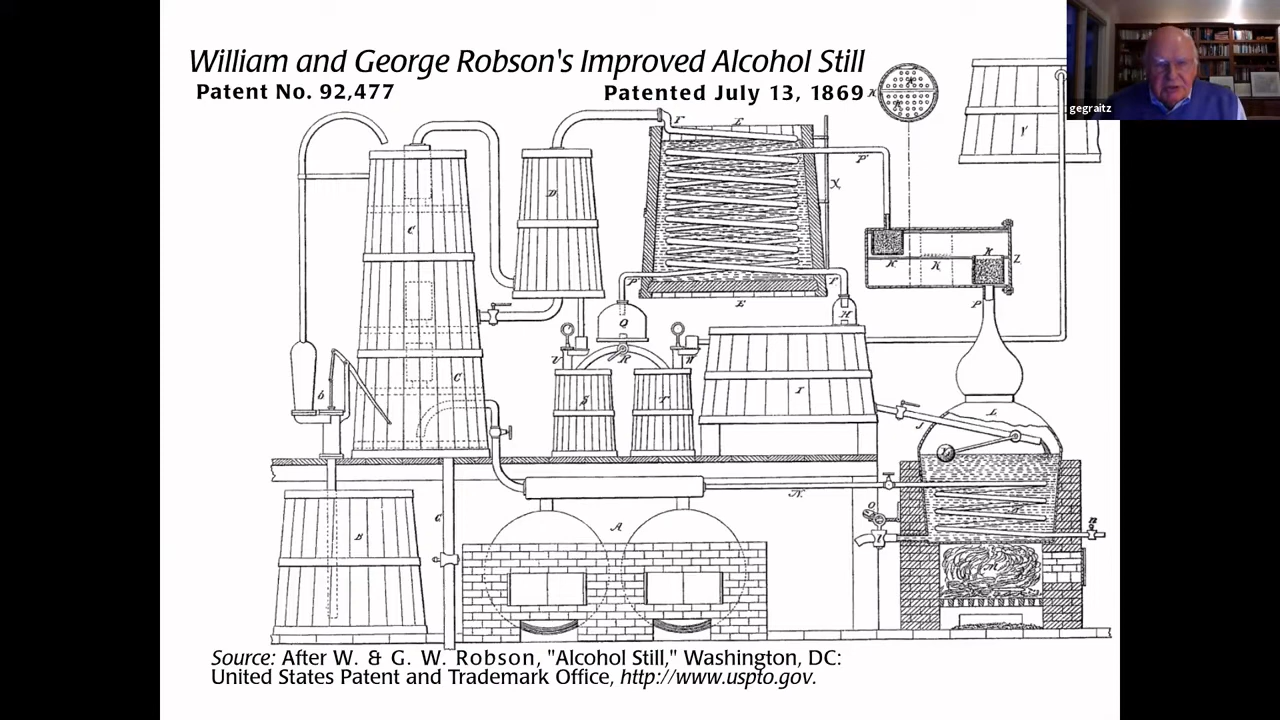 William and George Robson's Improved Alcohol Still
Patent No. 92,477
Patented July 13, 1869
gegraitz
Source: After W. & G. W. Robson, "Alcohol Still," Washington, DC:
United States Patent and Trademark Office, http://www.uspto.gov.